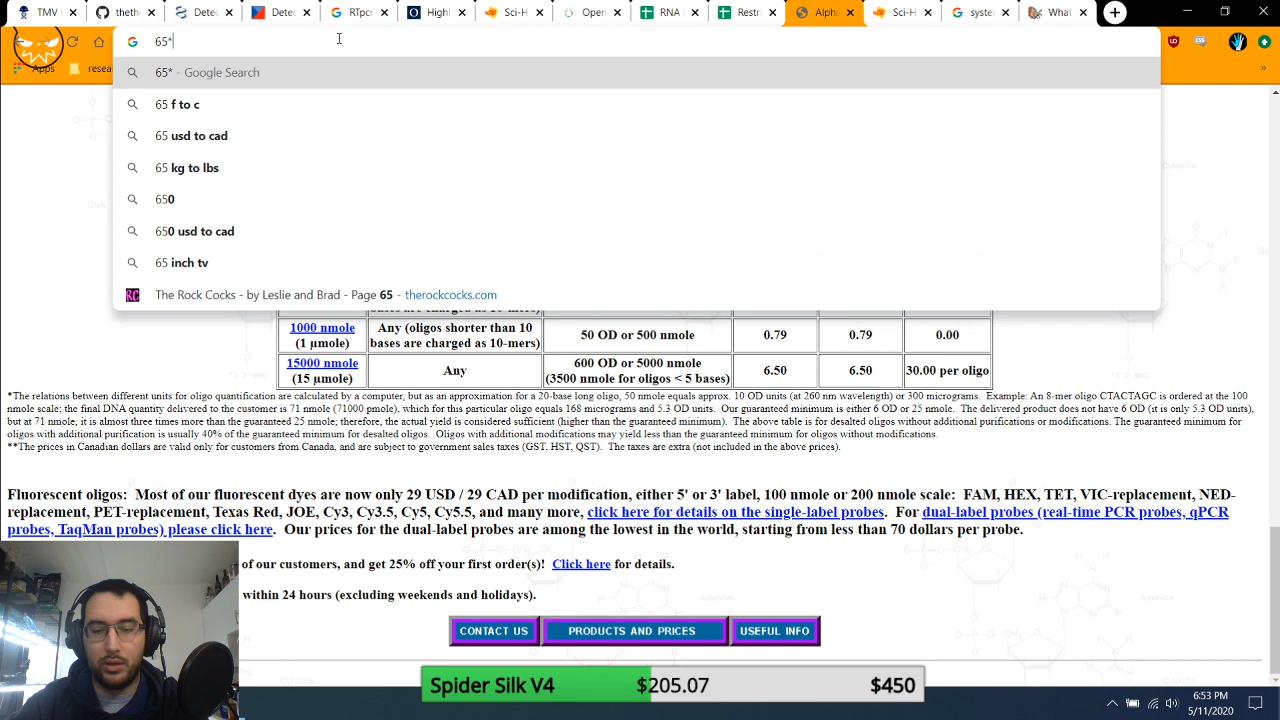 TMV I
theth
Detec
Detec
RTpcr
High
Sci-H
Open
RNA I
Restri
Alpha
Sci-H
system
What
65*
Apps
resear
65* - Google Search
65 f to c
65 usd to cad
65 kg to lbs
650
650 usd to cad
65 inch tv
The Rock Cocks - by Leslie and Brad - Page 65 - therockcocks.com
bases are charged as 10-mers)
1000 nmole
(1 µmole)
Any (oligos shorter than 10
bases are charged as 10-mers)
50 OD or 500 nmole
0.79
0.79
0.00
15000 nmole
(15 µmole)
Any
600 OD or 5000 nmole
(3500 nmole for oligos < 5 bases)
6.50
6.50
30.00 per oligo
*The relations between different units for oligo quantification are calculated by a computer, but as an approximation for a 20-base long oligo, 50 nmole equals approx. 10 OD units (at 260 nm wavelength) or 300 micrograms. Example: An 8-mer oligo CTACTAGC is ordered at the 100
nmole scale; the final DNA quantity delivered to the customer is 71 nmole (71000 pmole), which for this particular oligo equals 168 micrograms and 5.3 OD units. Our guaranteed minimum is either 6 OD or 25 nmole. The delivered product does not have 6 OD (it is only 5.3 OD units),
but at 71 nmole, it is almost three times more than the guaranteed 25 nmole; therefore, the actual yield is considered sufficient (higher than the guaranteed minimum). The above table is for desalted oligos without additional purifications or modifications. The guaranteed minimum for
oligos with additional purification is usually 40% of the guaranteed minimum for desalted oligos. Oligos with additional modifications may yield less than the guaranteed minimum for oligos without modifications.
**The prices in Canadian dollars are valid only for customers from Canada, and are subject to government sales taxes (GST, HST, QST). The taxes are extra (not included in the above prices).
Fluorescent oligos: Most of our fluorescent dyes are now only 29 USD / 29 CAD per modification, either 5' or 3' label, 100 nmole or 200 nmole scale: FAM, HEX, TET, VIC-replacement, NED-
replacement, PET-replacement, Texas Red, JOE, Cy3, Cy3.5, Cy5, Cy5.5, and many more, click here for details on the single-label probes. For dual-label probes (real-time PCR probes, qPCR
probes, TaqMan probes) please click here. Our prices for the dual-label probes are among the lowest in the world, starting from less than 70 dollars per probe.
of our customers, and get 25% off your first order(s)! Click here for details.
within 24 hours (excluding weekends and holidays).
CONTACT US
PRODUCTS AND PRICES
USEFUL INFO
Spider Silk V4
$205.07
$450
6:53 PM
5/11/2020